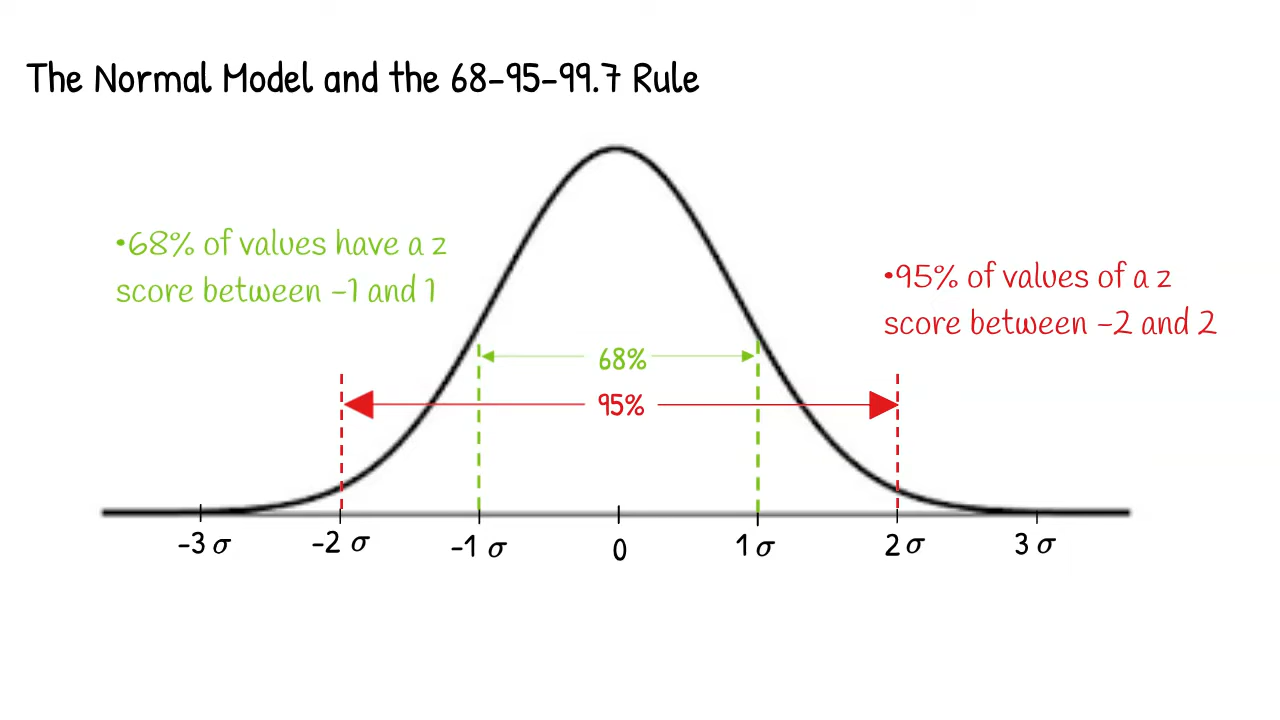 The Normal Model and the 68-95-99.7 Rule
•68% of values have a z
score between -1 and 1
•95% of values of a z
score between -2 and 2
68%
95%
-3 σ
-2 σ
-1 σ
0
1 σ
2 σ
3 σ